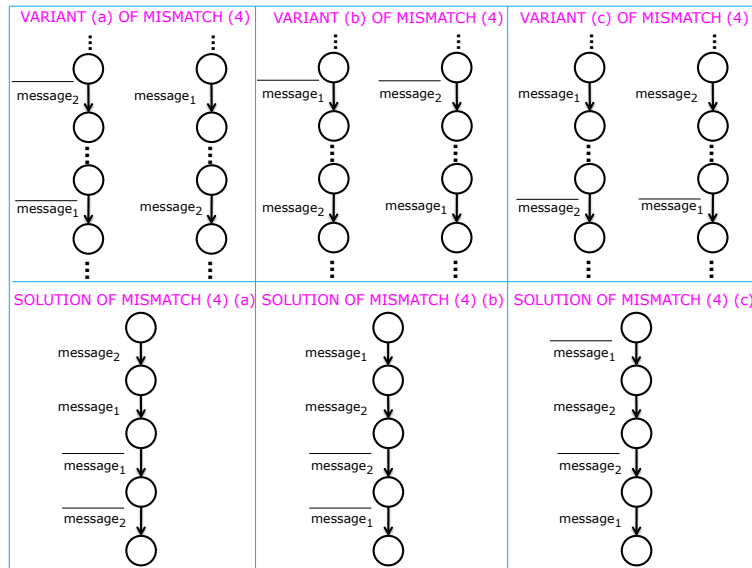 VARIANT (a) OF MISMATCH (4)
message₂
message₁
message₁
message₂
VARIANT (b) OF MISMATCH (4)
message₁
message₂
message₂
message₁
VARIANT (c) OF MISMATCH (4)
message₁
message₂
message₂
message₁
SOLUTION OF MISMATCH (4) (a)
message₂
message₁
message₁
message₂
SOLUTION OF MISMATCH (4) (b)
message₁
message₂
message₂
message₁
SOLUTION OF MISMATCH (4) (c)
message₁
message₂
message₂
message₁